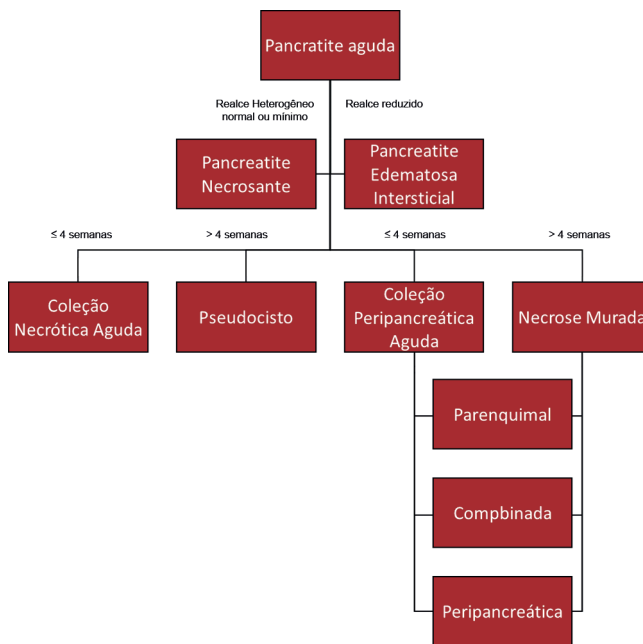 Pancratite aguda
Realce Heterogêneo
normal ou mínimo
Realce reduzido
Pancreatite
Necrosante
Pancreatite
Edematosa
Intersticial
≤ 4 semanas
> 4 semanas
≤ 4 semanas
> 4 semanas
Coleção
Necrótica Aguda
Pseudocisto
Coleção
Peripancreática
Aguda
Necrose Murada
Parenquimal
Compbinada
Peripancreática